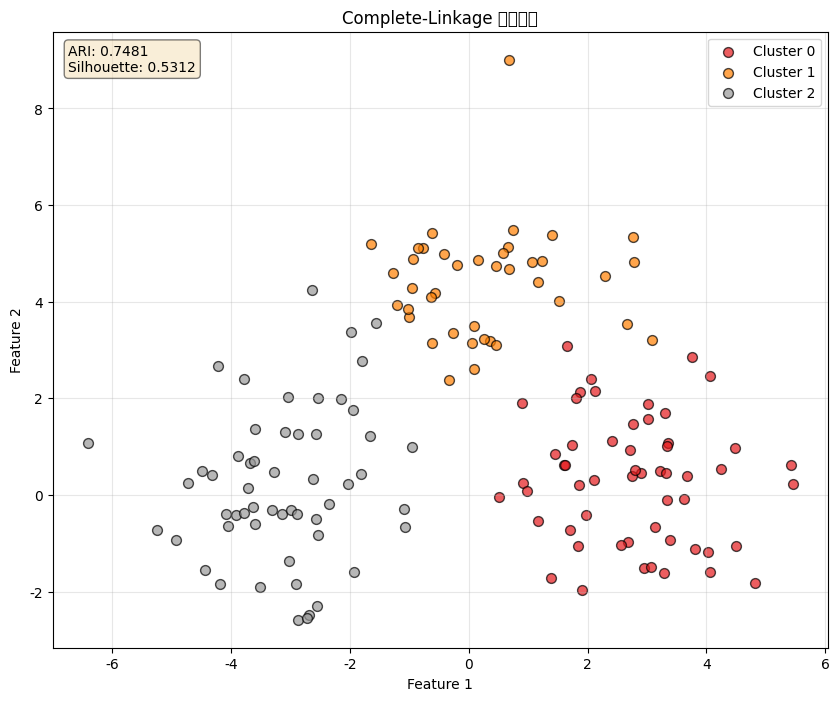 Complete-Linkage
ARI: 0.7481
Silhouette: 0.5312
Cluster 0
Cluster 1
Cluster 2
Feature 2
8
6
4
2
0
-2
-6
-4
-2
0
2
4
6
Feature 1